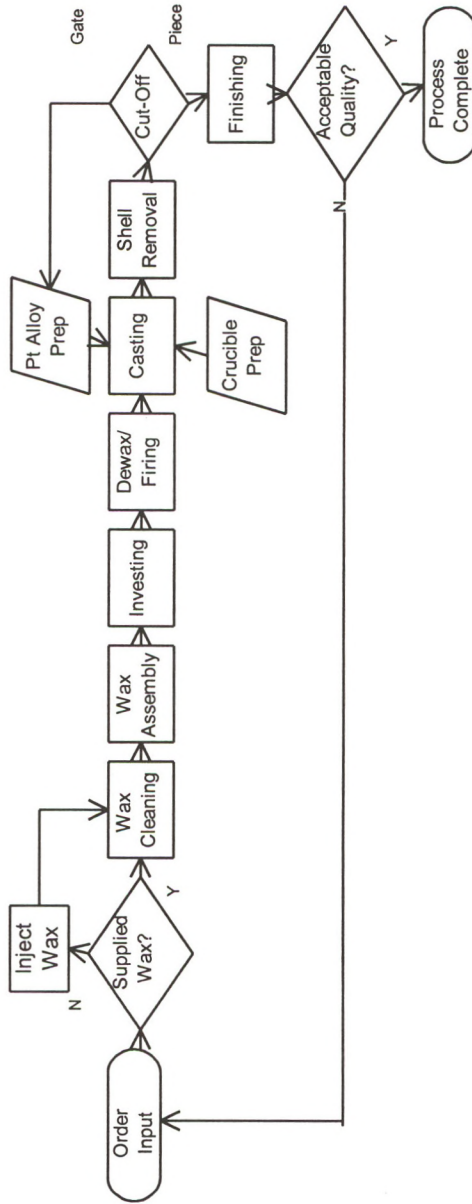 Order
Input
Supplied
Wax?
N
Y
Inject
Wax
Wax
Cleaning
Wax
Assembly
Investing
Dewax/
Firing
Casting
Pt Alloy
Prep
Crucible
Prep
Shell
Removal
Cut-Off
Gate
Piece
Finishing
Acceptable
Quality?
N
Y
Process
Complete